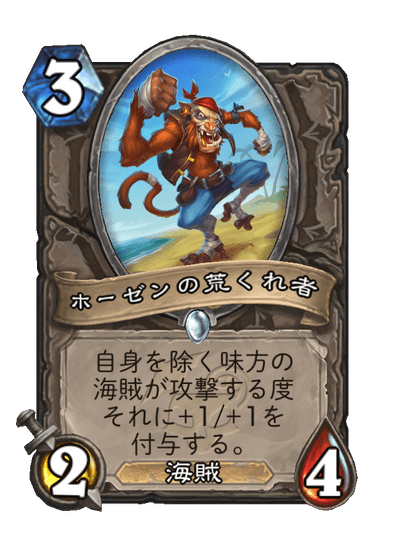 3
ホーゼンの荒くれ者
自身を除く味方の
海賊が攻撃する度
それに+1/+1を
付与する。
海賊
2
4